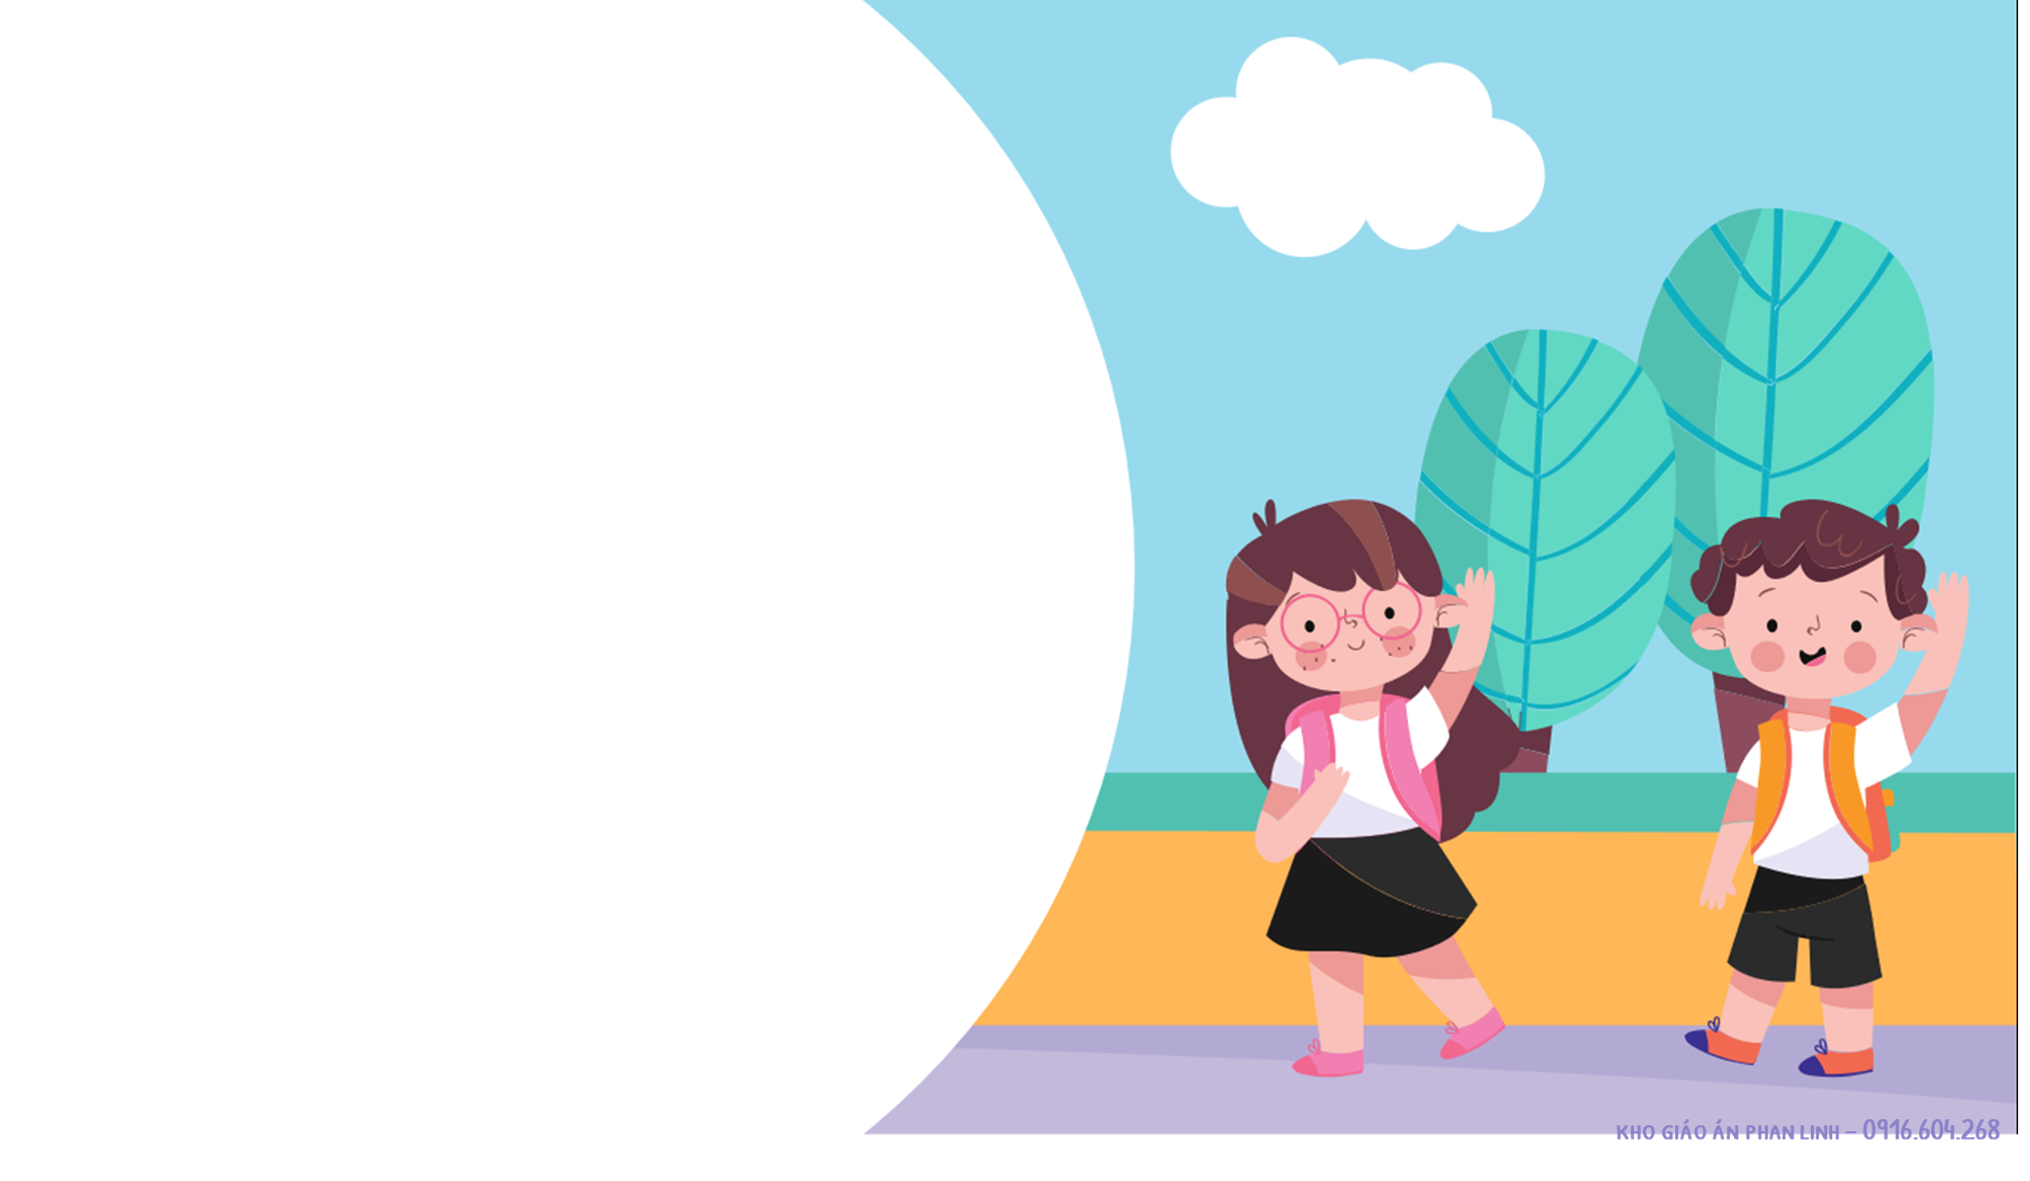 KHO GIÁO ÁN PHAN LINH – 0916.604.268